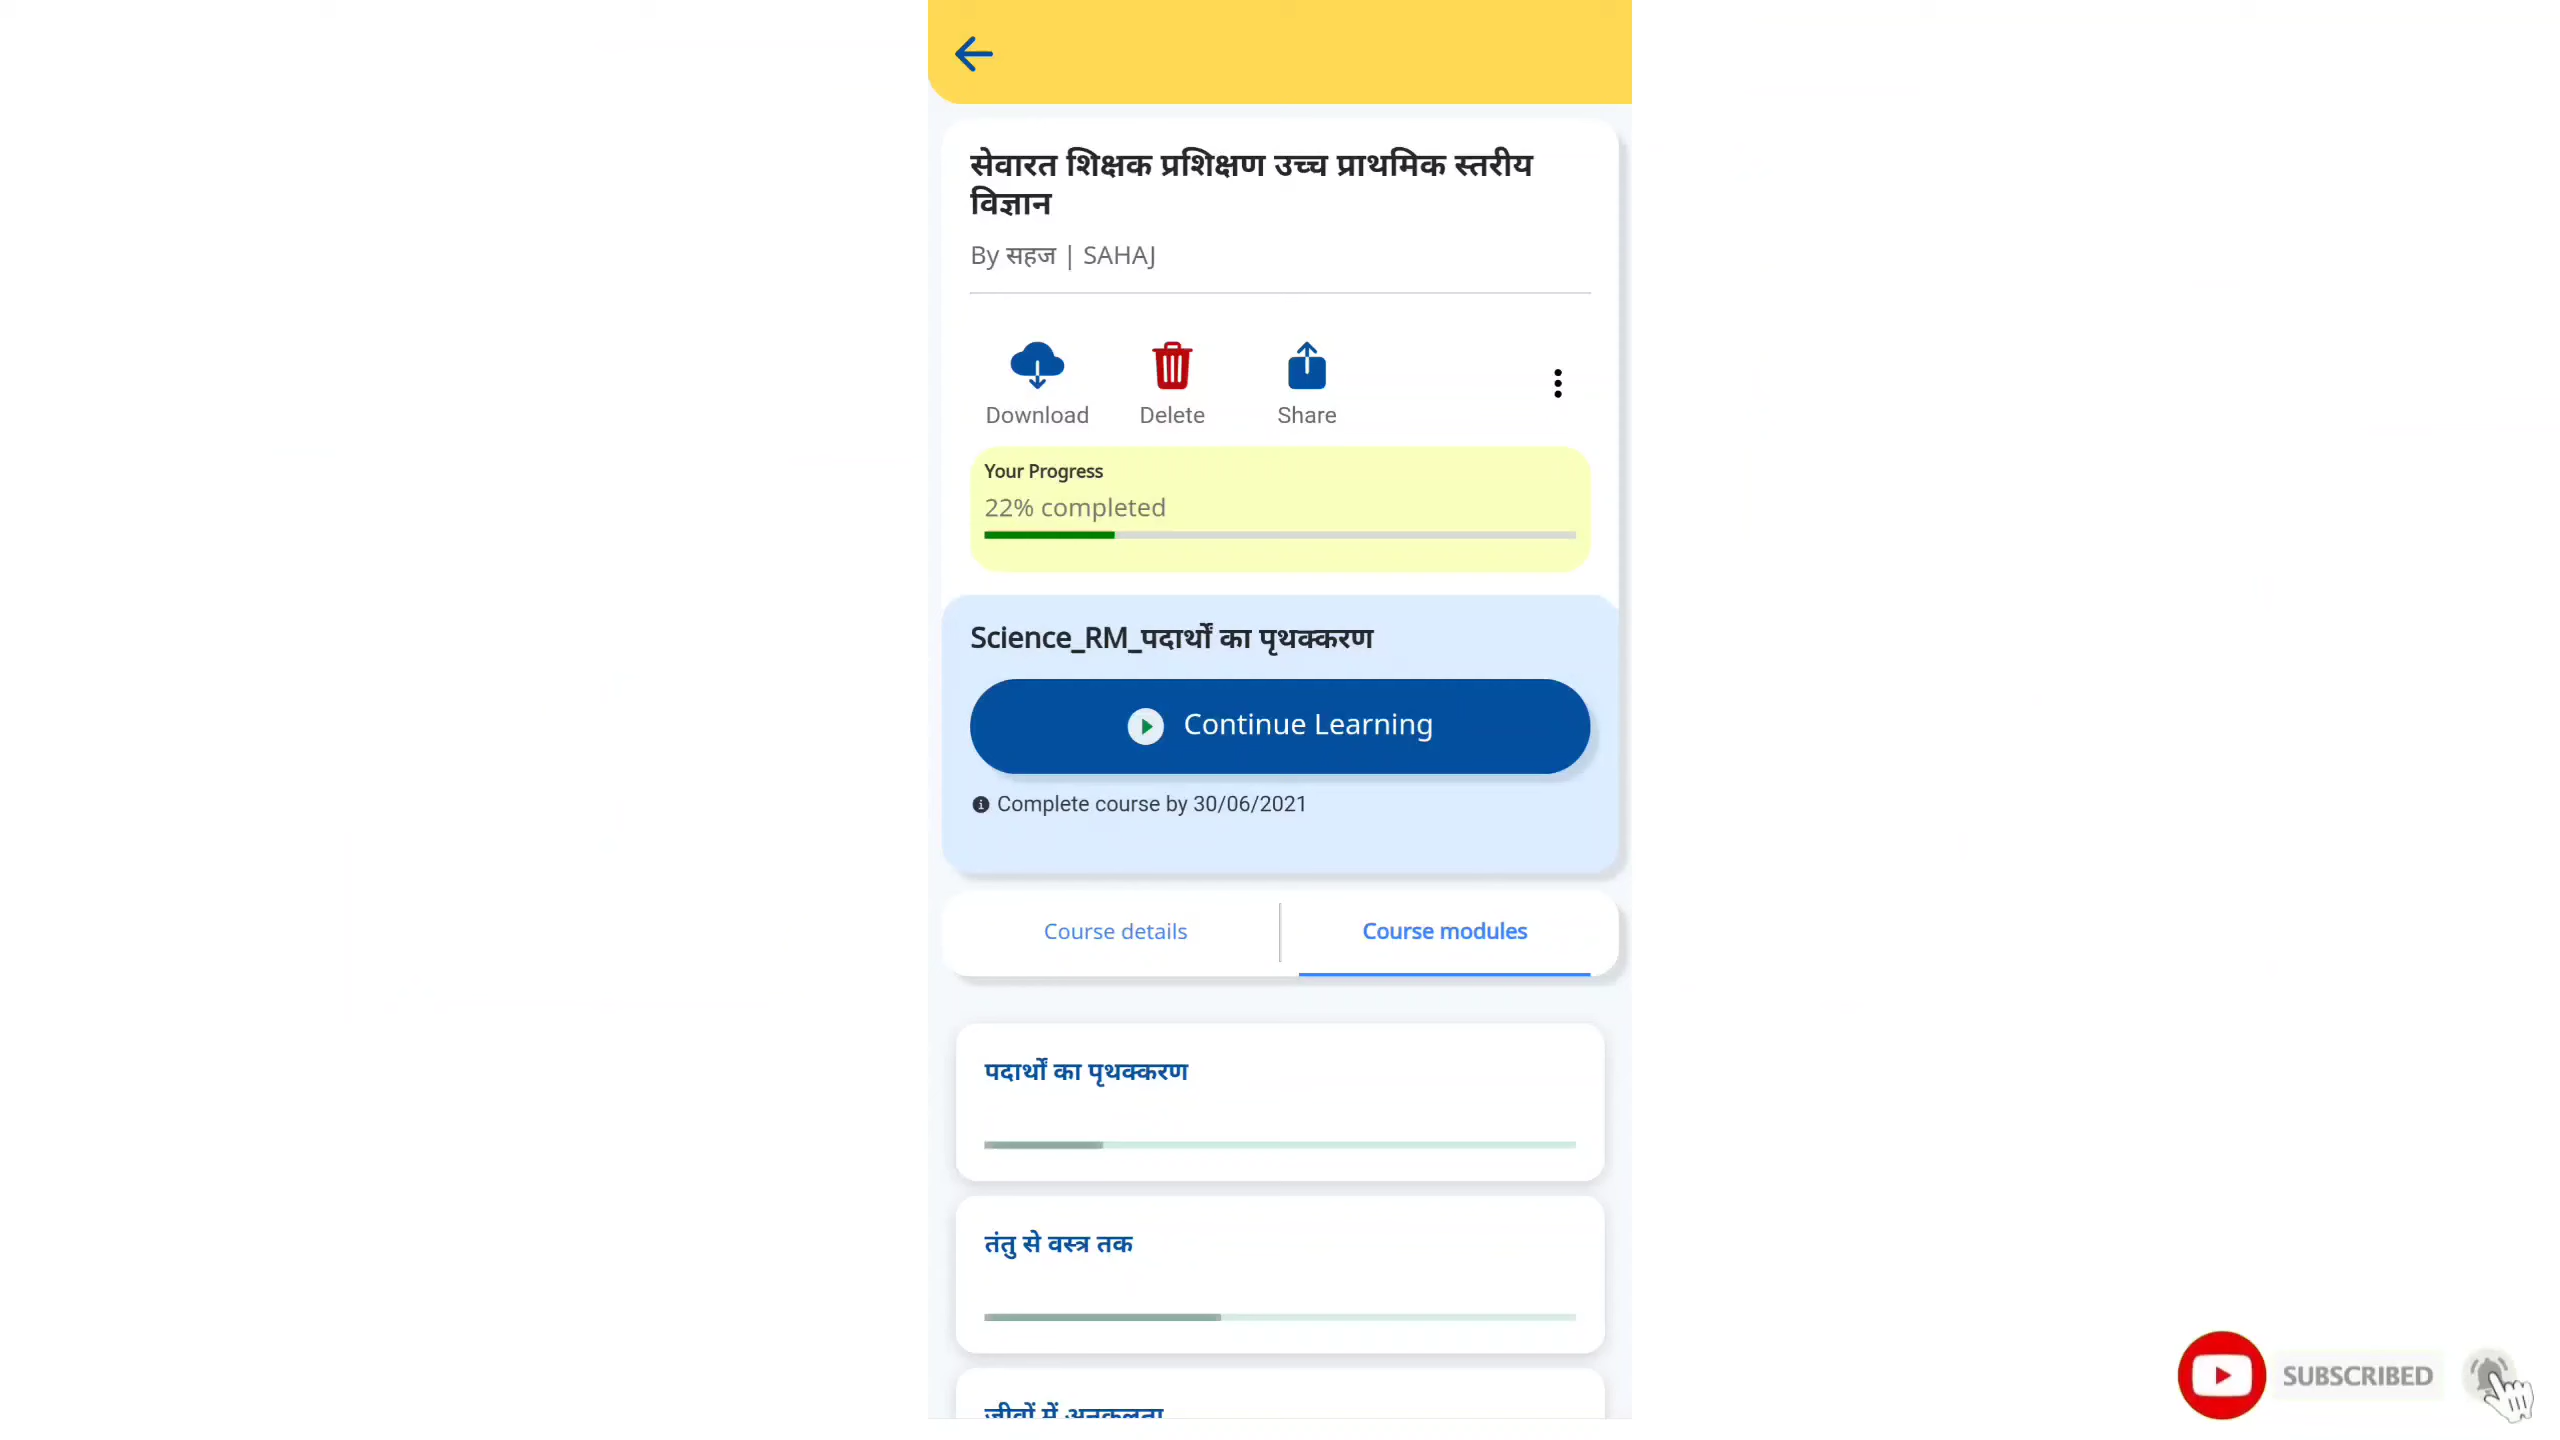 सेवारत शिक्षक प्रशिक्षण उच्च प्राथमिक स्तरीय
विज्ञान
By सहज | SAHAJ
Download
Delete
Share
Your Progress
22% completed
Science_RM_पदार्थों का पृथक्करण
Continue Learning
Complete course by 30/06/2021
Course details
Course modules
पदार्थों का पृथक्करण
तंतु से वस्त्र तक
जीवों में अनुकूलता
SUBSCRIBED